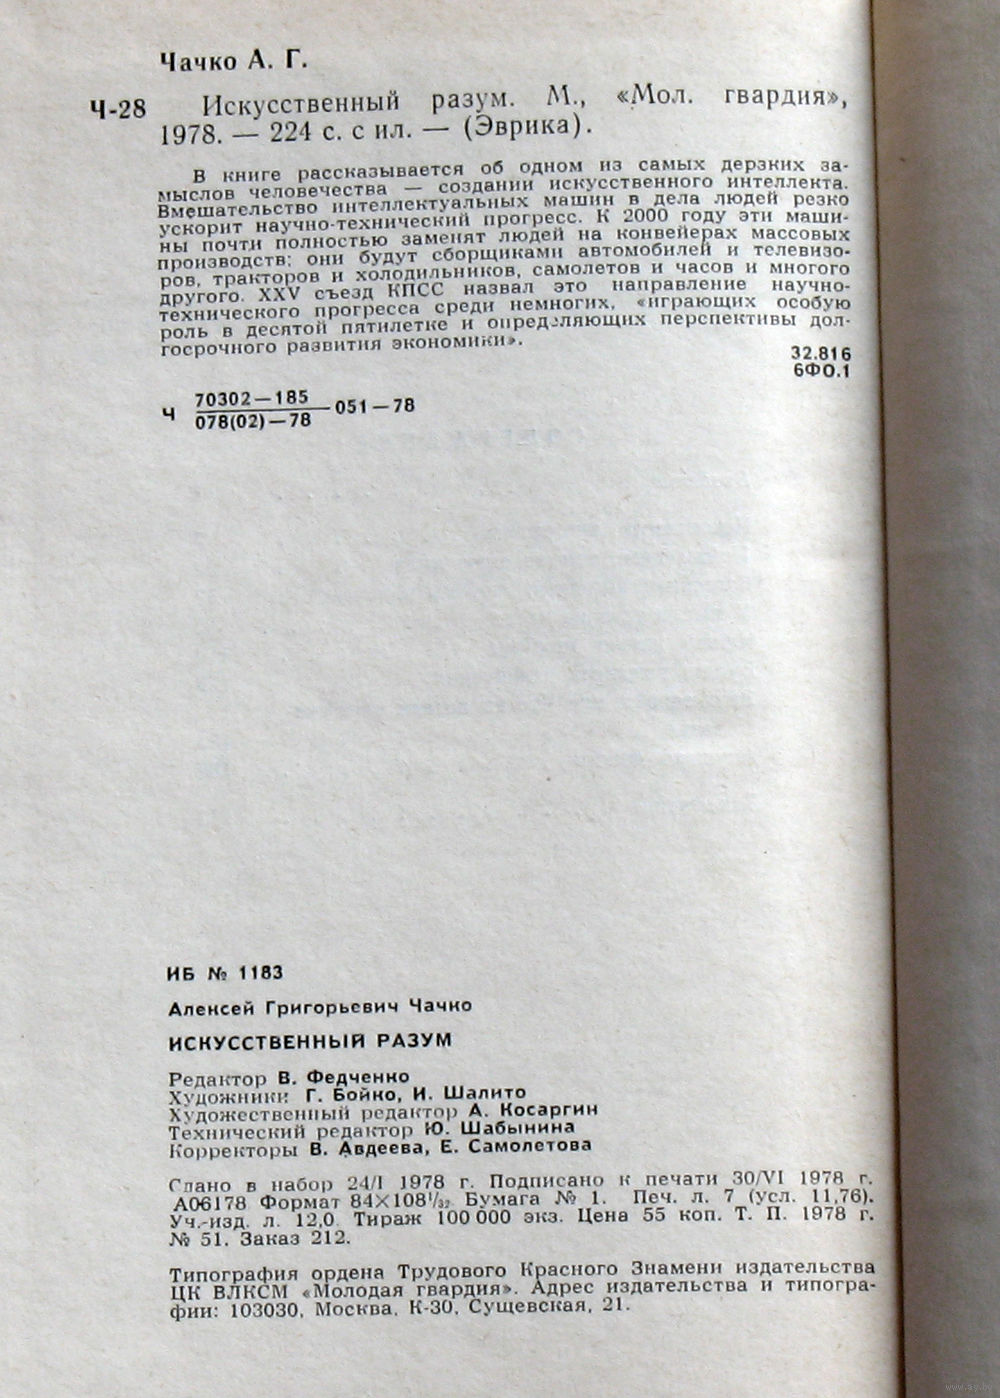 Чачко А. Г.
Ч-28 Искусственный разум. М., «Мол. гвардия»,
1978. — 224 с. с ил. — (Эврика).
В книге рассказывается об одном из самых дерзких за-
мыслов человечества — создании искусственного интеллекта.
Вмешательство интеллектуальных машин в дела людей резко
ускорит научно-технический прогресс. К 2000 году эти маши-
ны почти полностью заменят людей на конвейерах массовых
производств: они будут сборщиками автомобилей и телевизо-
ров, тракторов и холодильников, самолетов и часов и многого
другого. XXV съезд КПСС назвал это направление научно-
технического прогресса среди немногих, «играющих особую
роль в десятой пятилетке и определяющих перспективы дол-
госрочного развития экономики».
32.816
6ФО.1
Ч 70302—185
078(02)—78 051—78
ИБ № 1183
Алексей Григорьевич Чачко
ИСКУССТВЕННЫЙ РАЗУМ
Редактор В. Федченко
Художники Г. Бойко, И. Шалито
Художественный редактор А. Косаргин
Технический редактор Ю. Шабынина
Корректоры В. Авдеева, Е. Самолетова
Сдано в набор 24/I 1978 г. Подписано к печати 30/VI 1978 г.
А06178 Формат 84×108¹/₃₂ Бумага № 1. Печ. л. 7 (усл. 11,76).
Уч.-изд. л. 12,0 Тираж 100 000 экз. Цена 55 коп. Т. П. 1978 г.
№ 51. Заказ 212.
Типография ордена Трудового Красного Знамени издательства
ЦК ВЛКСМ «Молодая гвардия». Адрес издательства и типогра-
фии: 103030, Москва, К-30, Сущевская, 21.